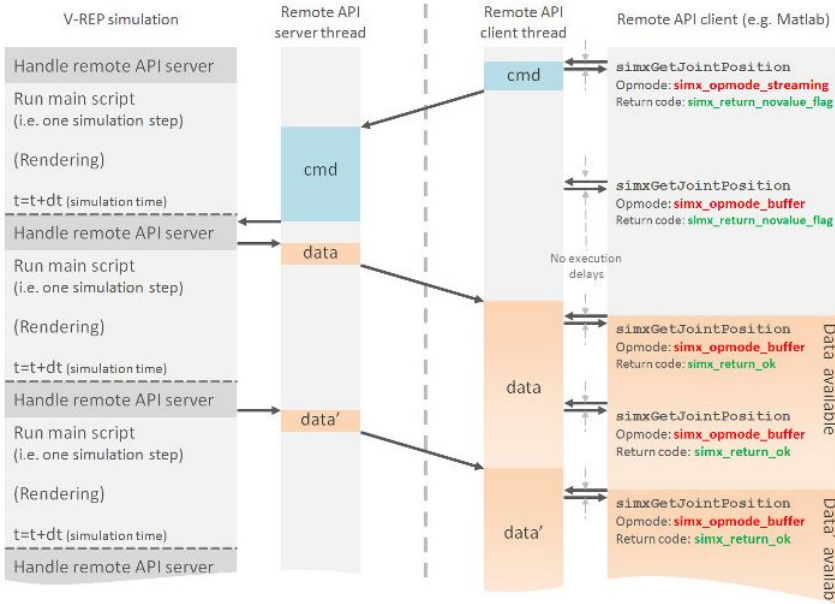 V-REP simulation
Remote API
server thread
Remote API
client thread
Remote API client (e.g. Matlab)
Handle remote API server
Run main script
(i.e. one simulation step)
(Rendering)
t=t+dt (simulation time)
Handle remote API server
Run main script
(i.e. one simulation step)
(Rendering)
t=t+dt (simulation time)
Handle remote API server
Run main script
(i.e. one simulation step)
(Rendering)
t=t+dt (simulation time)
Handle remote API server
cmd
data
data′
cmd
data
data′
No execution
delays
simxGetJointPosition
Opmode: simx_opmode_streaming
Return code: simx_return_novalue_flag
simxGetJointPosition
Opmode: simx_opmode_buffer
Return code: simx_return_novalue_flag
simxGetJointPosition
Opmode: simx_opmode_buffer
Return code: simx_return_ok
simxGetJointPosition
Opmode: simx_opmode_buffer
Return code: simx_return_ok
simxGetJointPosition
Opmode: simx_opmode_buffer
Return code: simx_return_ok
Data available
Data′ availab